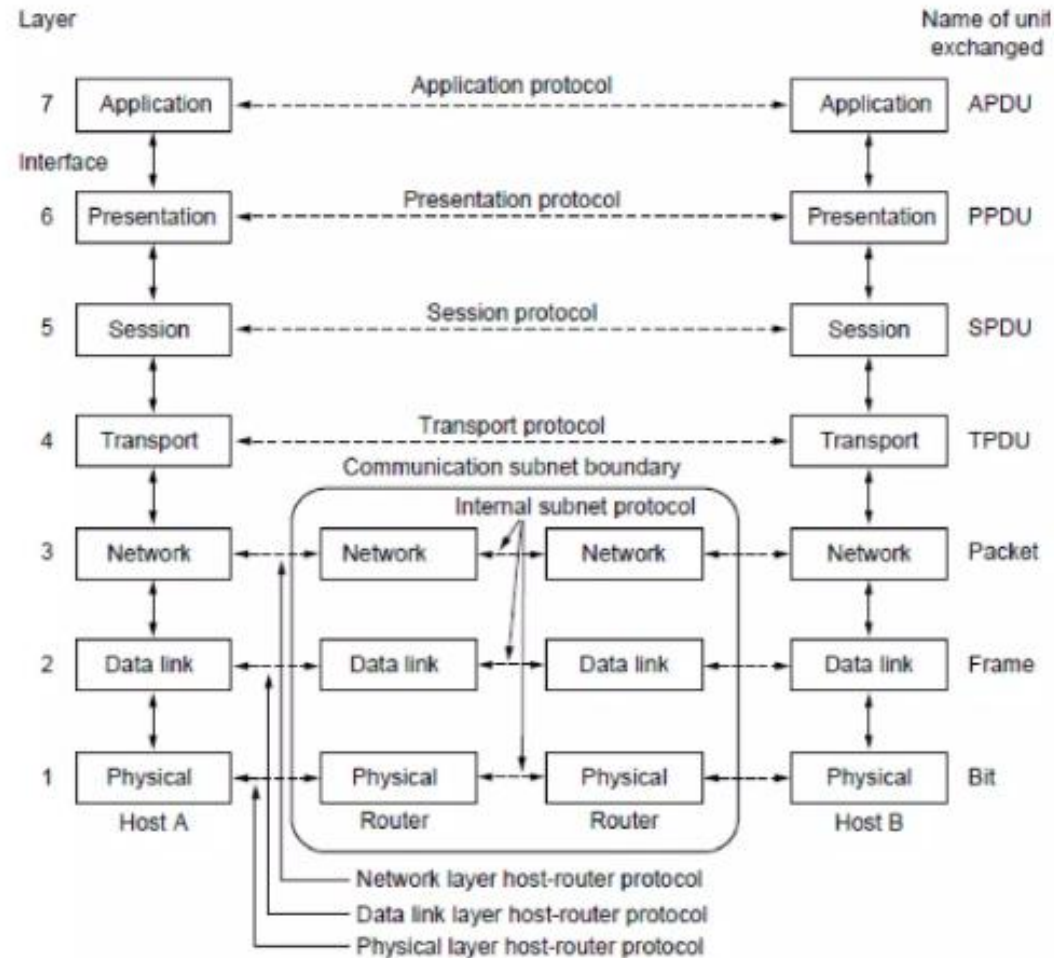 Layer
Name of unit
exchanged
Application protocol
7 Application Application APDU
Interface
Presentation protocol
6 Presentation Presentation PPDU
Session protocol
5 Session Session SPDU
Transport protocol
4 Transport Transport TPDU
Communication subnet boundary
Internal subnet protocol
3 Network Network Network Network Packet
2 Data link Data link Data link Data link Frame
1 Physical Physical Physical Physical Bit
Host A Router Router Host B
Network layer host-router protocol
Data link layer host-router protocol
Physical layer host-router protocol